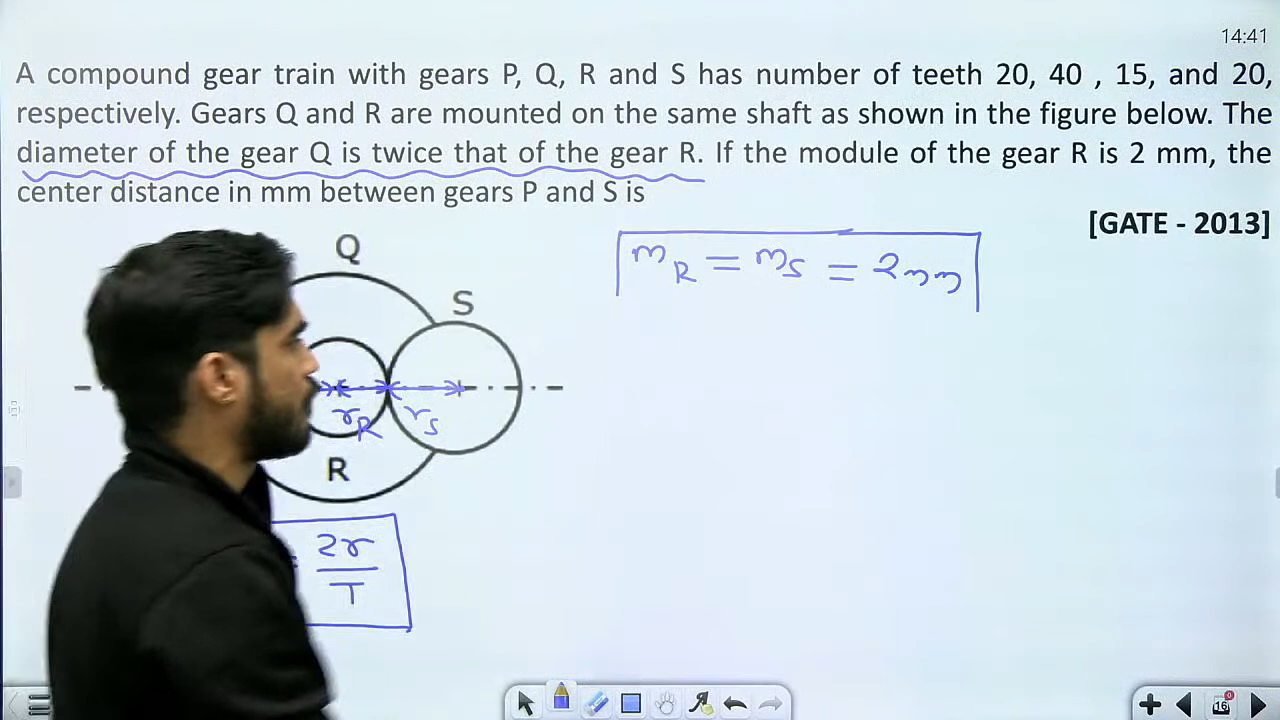 14:41
A compound gear train with gears P, Q, R and S has number of teeth 20, 40 , 15, and 20,
respectively. Gears Q and R are mounted on the same shaft as shown in the figure below. The
diameter of the gear Q is twice that of the gear R. If the module of the gear R is 2 mm, the
center distance in mm between gears P and S is
[GATE - 2013]
m_R = m_S = 2mm
Q
S
r_R r_S
R
= 2r/T
16